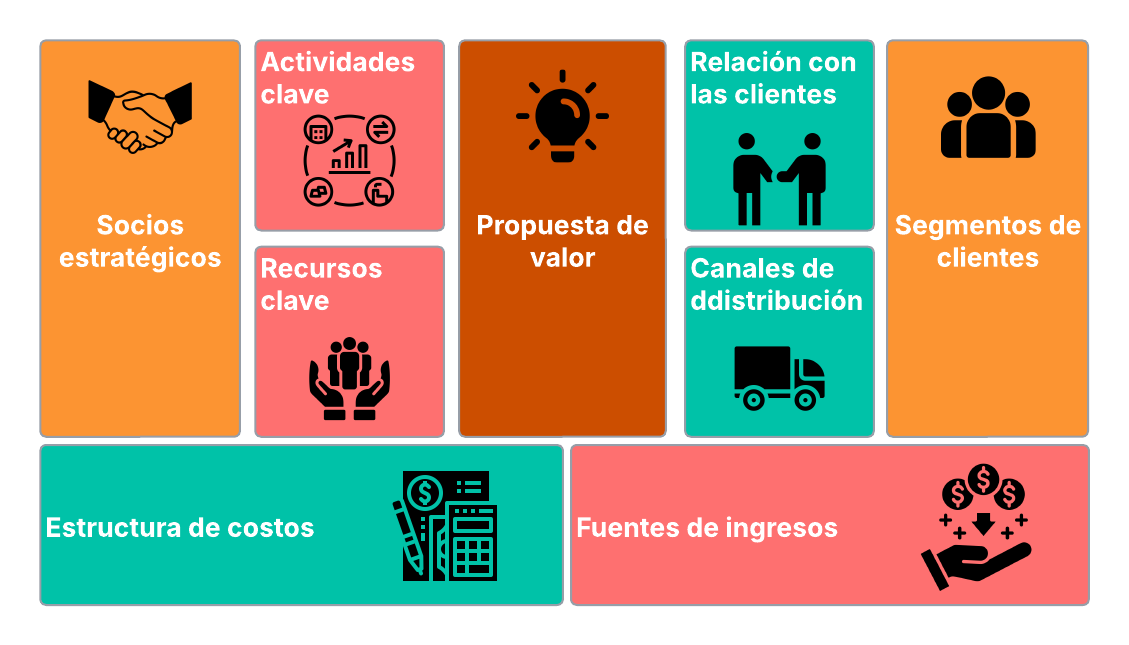 Socios
estratégicos
Actividades
clave
Recursos
clave
Propuesta de
valor
Relación con
las clientes
Canales de
ddistribución
Segmentos de
clientes
Estructura de costos
Fuentes de ingresos